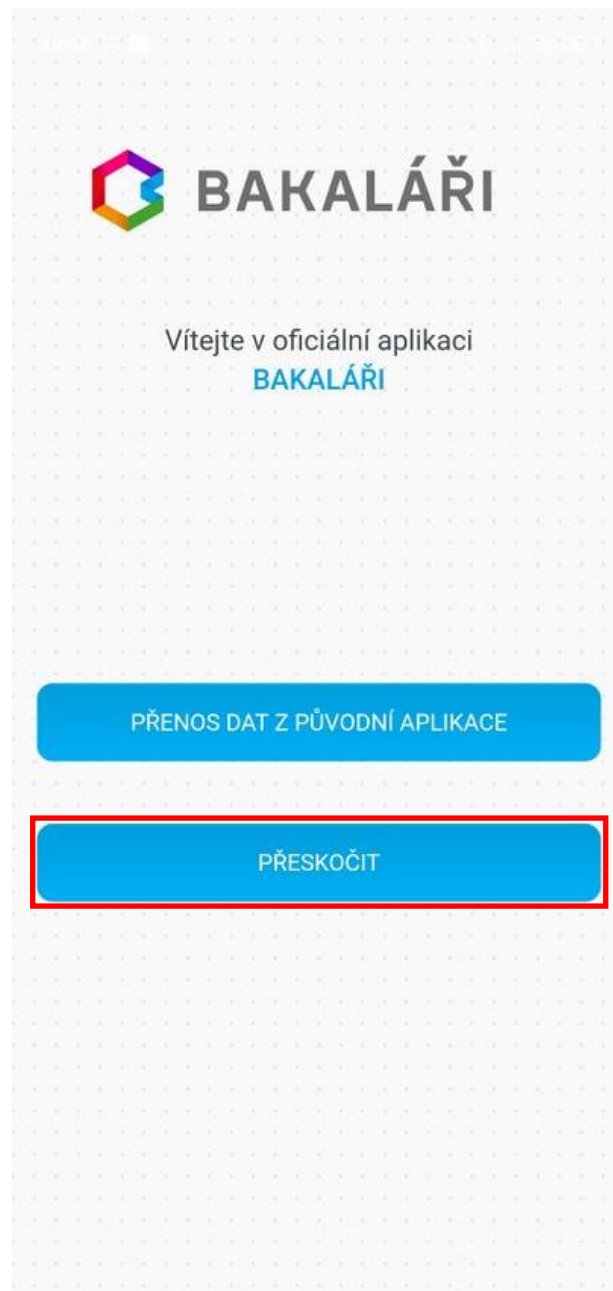 BAKALÁŘI
Vítejte v oficiální aplikaci
BAKALÁŘI
PŘENOS DAT Z PŮVODNÍ APLIKACE
PŘESKOČIT